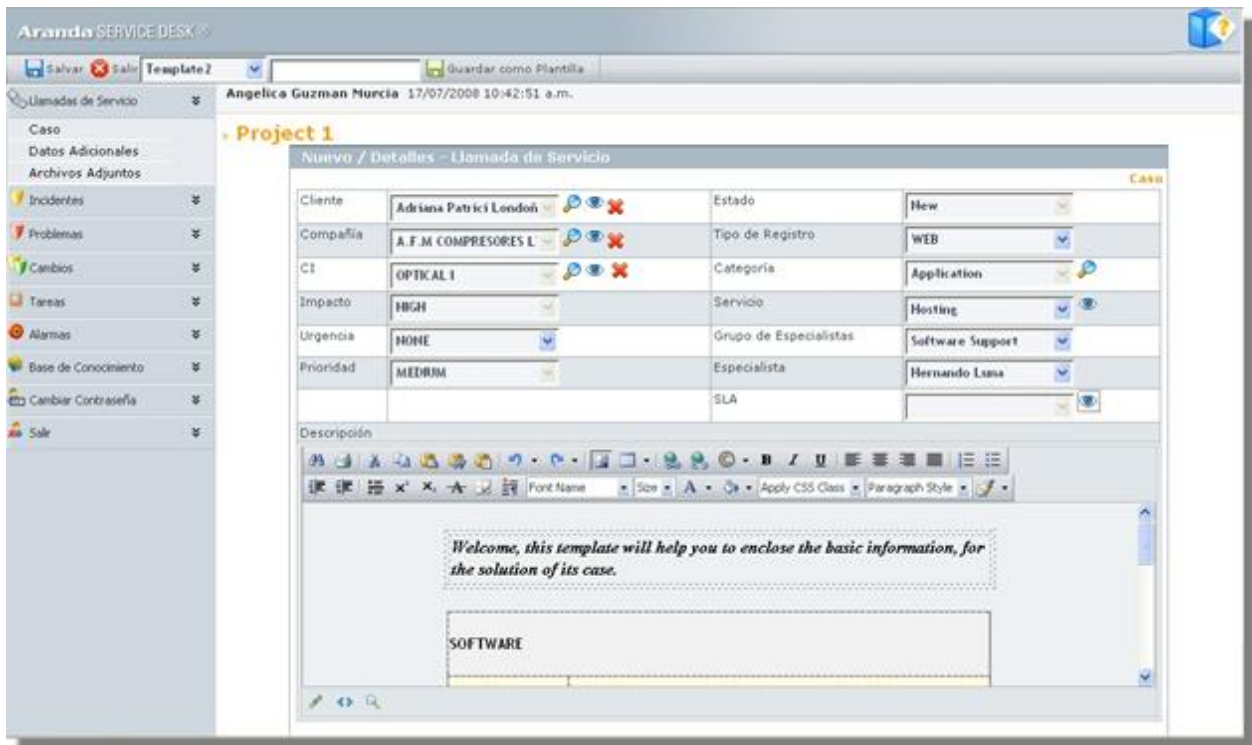 Aranda SERVICE DESK ®
Salvar Salir Template2 Guardar como Plantilla
Llamadas de Servicio
Caso
Datos Adicionales
Archivos Adjuntos
Incidentes
Problemas
Cambios
Tareas
Alarmas
Base de Conocimiento
Cambiar Contraseña
Salir
Angelica Guzman Murcia 17/07/2008 10:42:51 a.m.
Project 1
Nuevo / Detalles - Llamada de Servicio
Caso
Cliente Adriana Patrici Londoñ Estado New
Compañía A.F.M COMPRESORES L Tipo de Registro WEB
CI OPTICAL 1 Categoría Application
Impacto HIGH Servicio Hosting
Urgencia NONE Grupo de Especialistas Software Support
Prioridad MEDIUM Especialista Hernando Luna
SLA
Descripción
Font Name Size Apply CSS Class Paragraph Style
Welcome, this template will help you to enclose the basic information, for
the solution of its case.
SOFTWARE